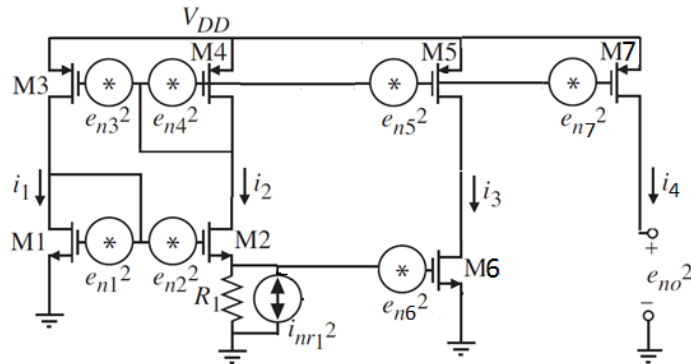 V_DD
M3 * * M4 * M5 * M7
e_n3^2 e_n4^2 e_n5^2 e_n7^2
i_1 i_2 i_3 i_4
M1 * * M2
e_n1^2 e_n2^2 * M6 +
R_1 e_n6^2 e_no^2
i_nr1^2 −